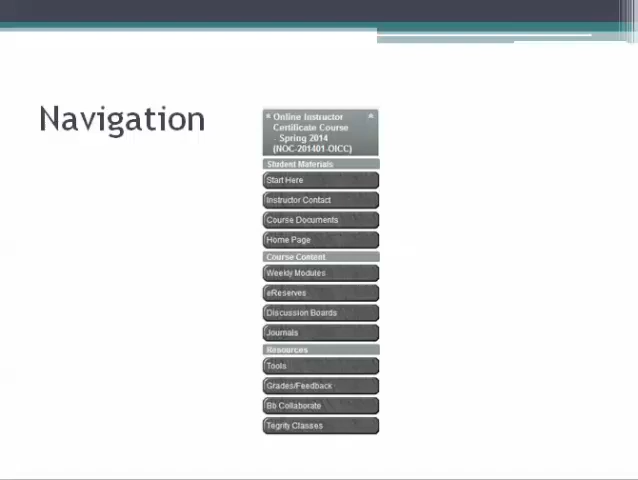 Navigation
Online Instructor
Certificate Course
- Spring 2014
(NOC-201401-OICC)
Student Materials
Start Here
Instructor Contact
Course Documents
Home Page
Course Content
Weekly Modules
eReserves
Discussion Boards
Journals
Resources
Tools
Grades/Feedback
Bb Collaborate
Tegrity Classes